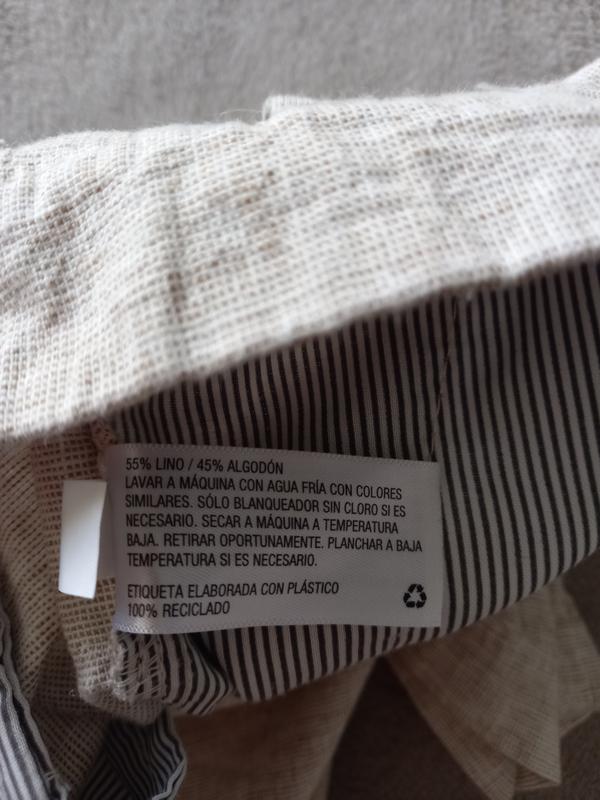 55% LINO / 45% ALGODÓN
LAVAR A MÁQUINA CON AGUA FRÍA CON COLORES
SIMILARES. SÓLO BLANQUEADOR SIN CLORO SI ES
NECESARIO. SECAR A MÁQUINA A TEMPERATURA
BAJA. RETIRAR OPORTUNAMENTE. PLANCHAR A BAJA
TEMPERATURA SI ES NECESARIO.
ETIQUETA ELABORADA CON PLÁSTICO
100% RECICLADO